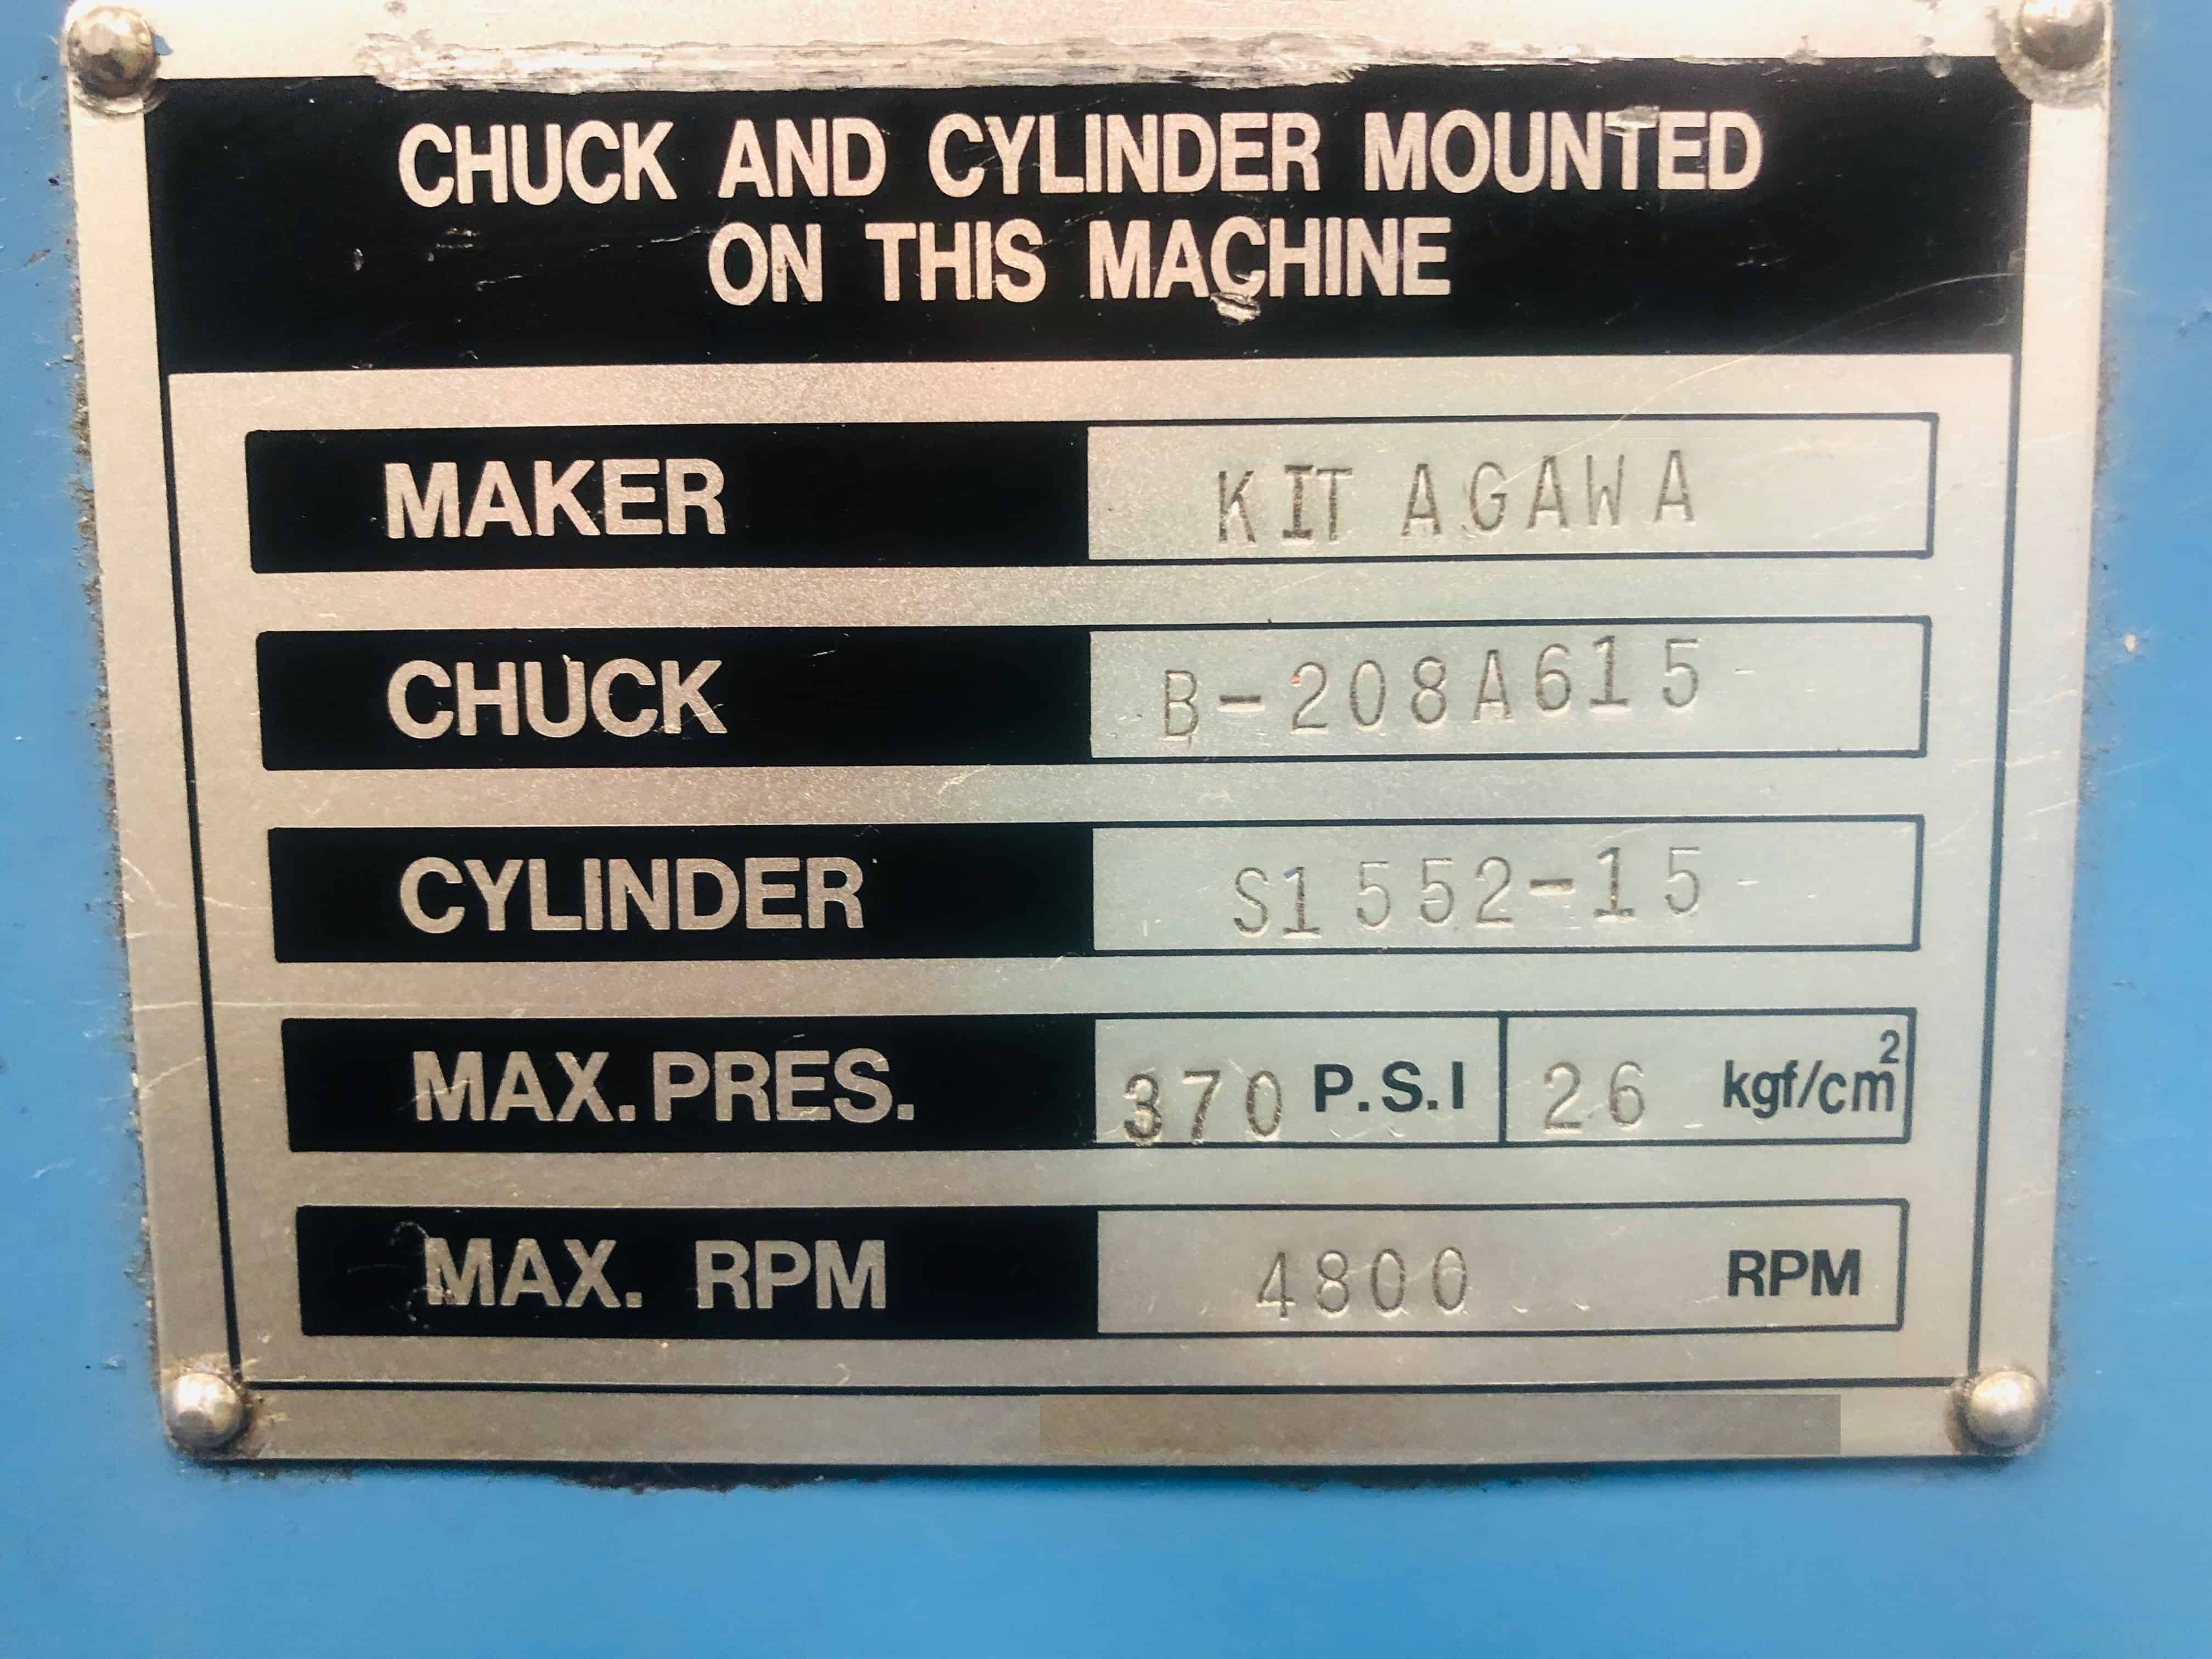 CHUCK AND CYLINDER MOUNTED
ON THIS MACHINE
MAKER KITAGAWA
CHUCK B-208A615
CYLINDER S1552-15
MAX. PRES. 370 P.S.I 26 kgf/cm²
MAX. RPM 4800 RPM